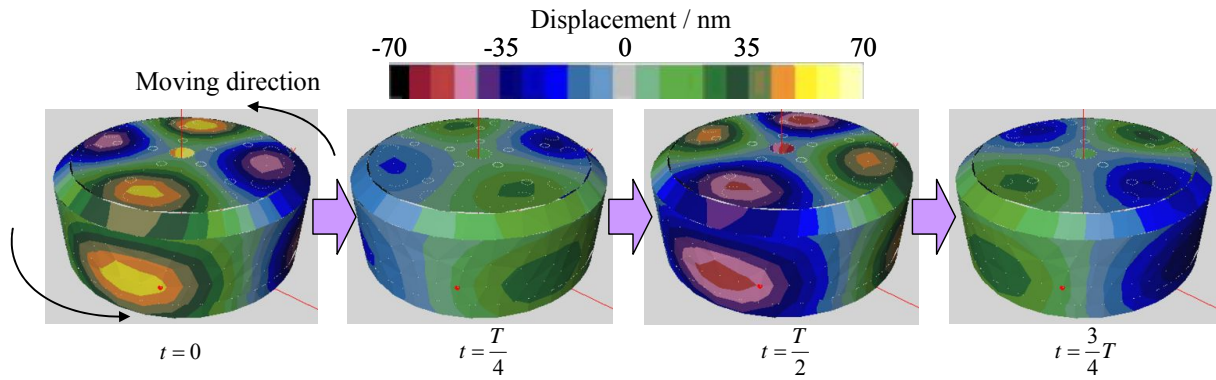 Displacement / nm
-70 -35 0 35 70
Moving direction
t = 0
t = T/4
t = T/2
t = 3/4 T